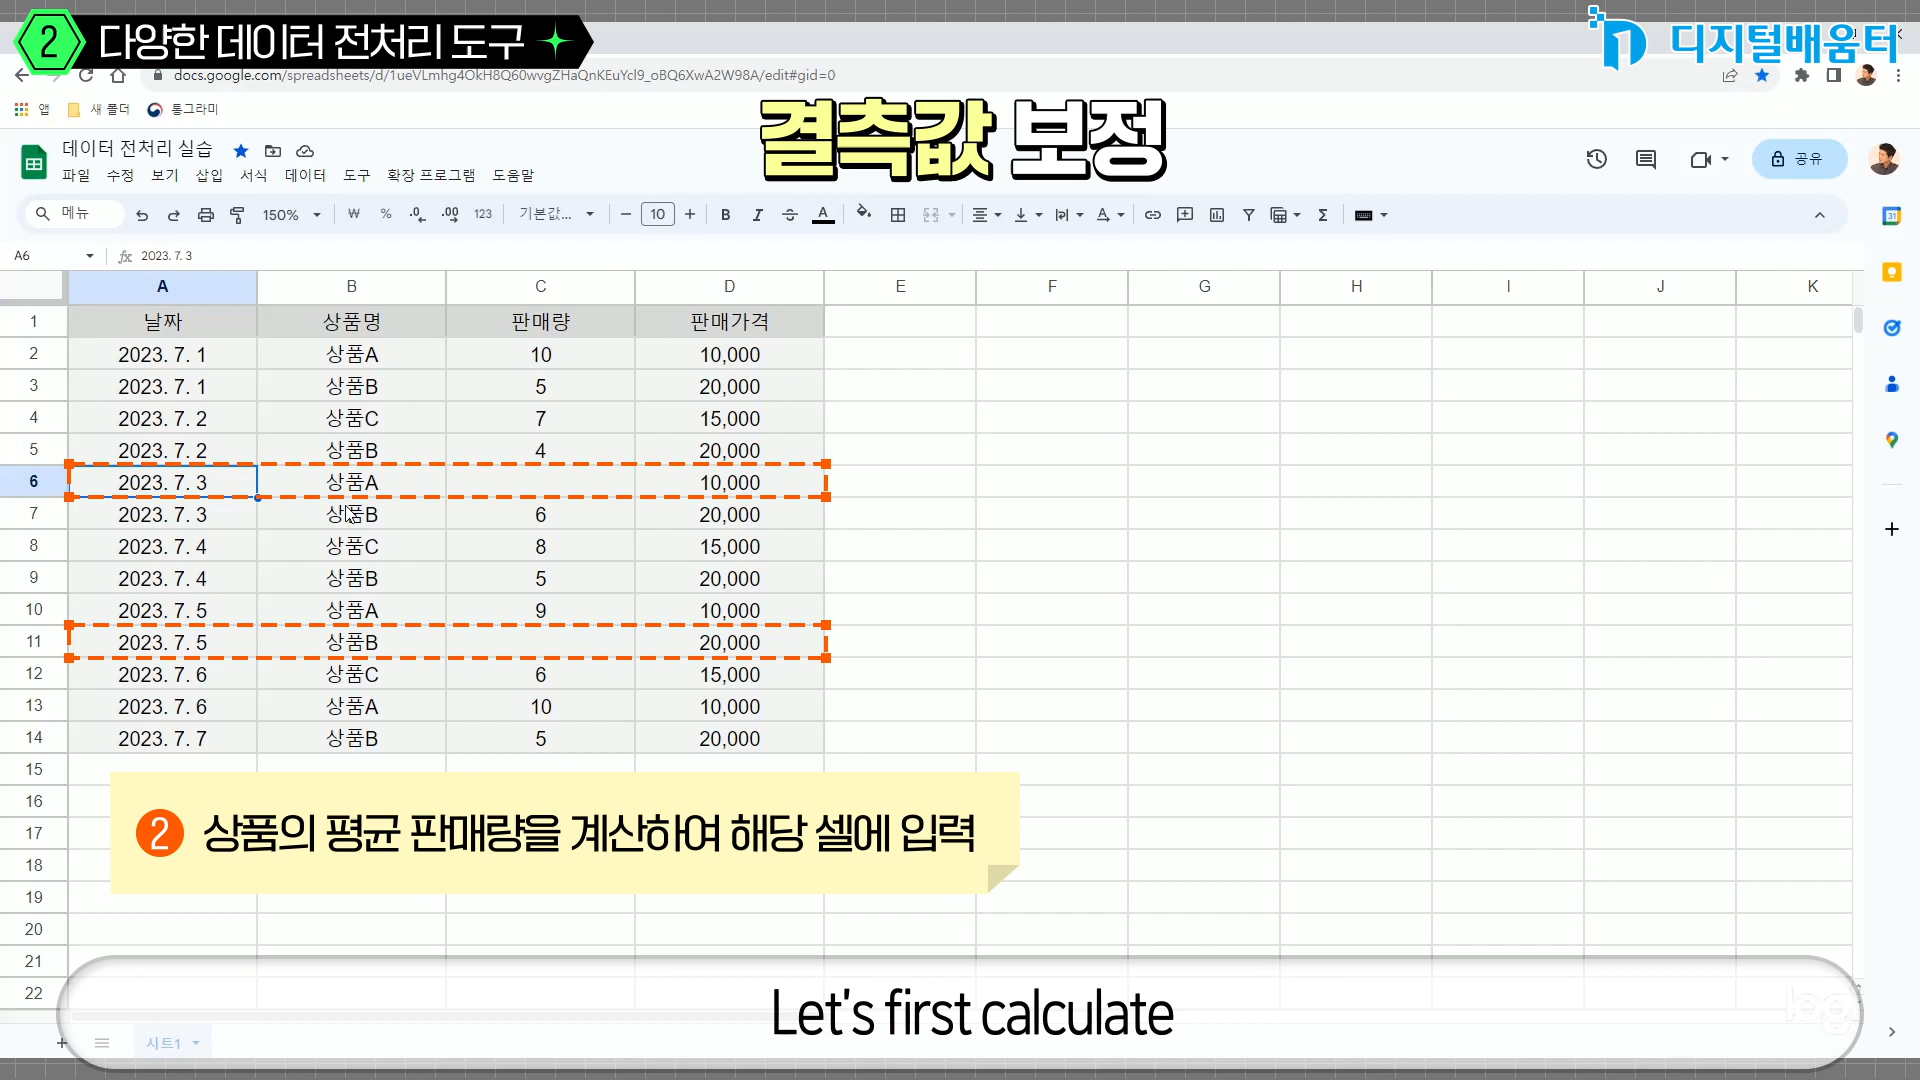 2 다양한 데이터 전처리 도구
디지털배움터
docs.google.com/spreadsheets/d/1ueVLmhg4OkH8Q60wvgZHaQnKEuYcl9_oBQ6XwA2W98A/edit#gid=0
앱 새 폴더 통그라미
결측값 보정
데이터 전처리 실습
파일 수정 보기 삽입 서식 데이터 도구 확장 프로그램 도움말
공유
메뉴 150% ₩ % .0 .00 123 기본값... 10 B I A Σ
A6 fx 2023. 7. 3
A B C D E F G H I J K
1 날짜 상품명 판매량 판매가격
2 2023. 7. 1 상품A 10 10,000
3 2023. 7. 1 상품B 5 20,000
4 2023. 7. 2 상품C 7 15,000
5 2023. 7. 2 상품B 4 20,000
6 2023. 7. 3 상품A 10,000
7 2023. 7. 3 상품B 6 20,000
8 2023. 7. 4 상품C 8 15,000
9 2023. 7. 4 상품B 5 20,000
10 2023. 7. 5 상품A 9 10,000
11 2023. 7. 5 상품B 20,000
12 2023. 7. 6 상품C 6 15,000
13 2023. 7. 6 상품A 10 10,000
14 2023. 7. 7 상품B 5 20,000
15
16
17
18
19
20
21
22
2 상품의 평균 판매량을 계산하여 해당 셀에 입력
Let's first calculate
시트1